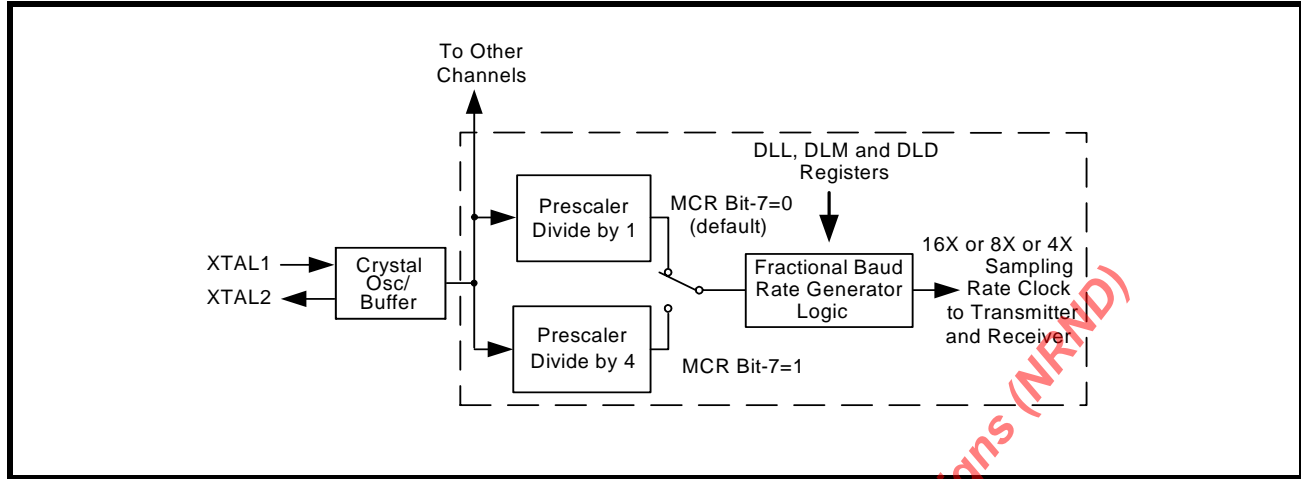 To Other
Channels
DLL, DLM and DLD
Registers
Prescaler
Divide by 1
MCR Bit-7=0
(default)
XTAL1
XTAL2
Crystal
Osc/
Buffer
Fractional Baud
Rate Generator
Logic
16X or 8X or 4X
Sampling
Rate Clock
to Transmitter
and Receiver
Prescaler
Divide by 4
MCR Bit-7=1
(NRND)